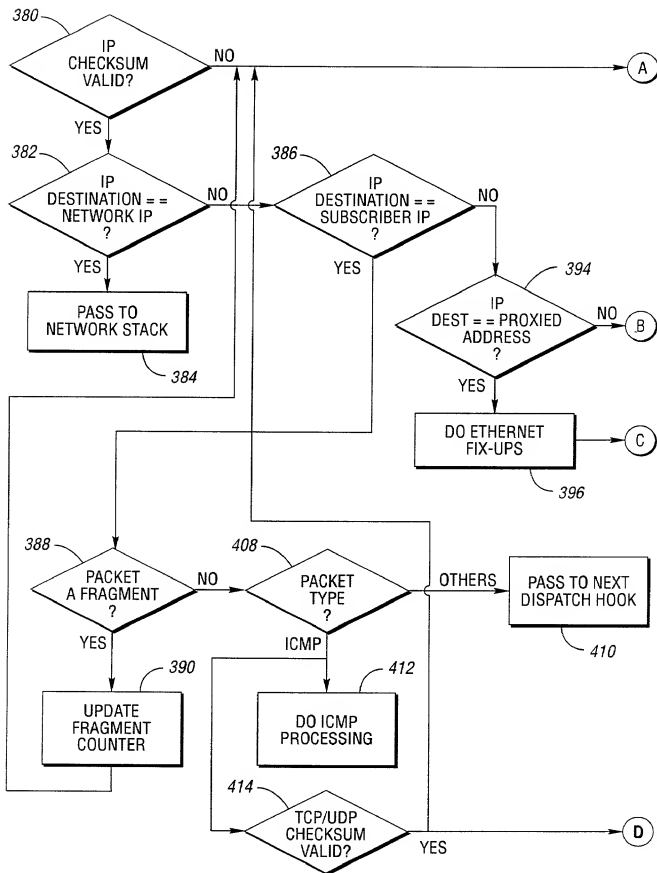 380
IP
CHECKSUM
VALID?
NO
A
YES
382
IP
DESTINATION ==
NETWORK IP
?
NO
386
IP
DESTINATION ==
SUBSCRIBER IP
?
NO
YES
YES
394
IP
DEST == PROXIED
ADDRESS
?
NO
B
YES
PASS TO
NETWORK STACK
384
DO ETHERNET
FIX-UPS
C
396
388
PACKET
A FRAGMENT
?
NO
408
PACKET
TYPE
?
OTHERS
PASS TO NEXT
DISPATCH HOOK
410
YES
ICMP
390
UPDATE
FRAGMENT
COUNTER
412
DO ICMP
PROCESSING
414
TCP/UDP
CHECKSUM
VALID?
YES
D